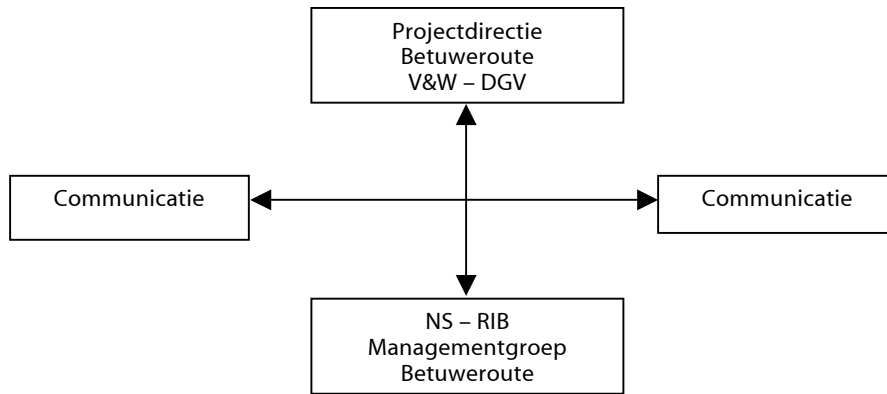 Projectdirectie
Betuweroute
V&W – DGV
Communicatie
Communicatie
NS – RIB
Managementgroep
Betuweroute